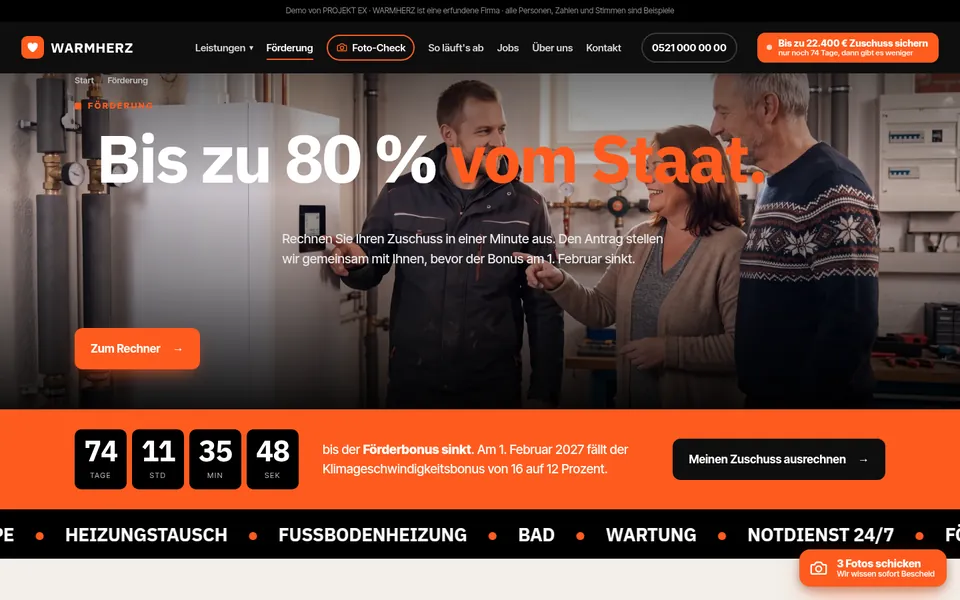 Demo von PROJEKT EX · WARMHERZ ist eine erfundene Firma · alle Personen, Zahlen und Stimmen sind Beispiele
WARMHERZ
Leistungen ▾
Förderung
Foto-Check
So läuft's ab
Jobs
Über uns
Kontakt
0521 000 00 00
Bis zu 22.400 € Zuschuss sichern
nur noch 74 Tage, dann gibt es weniger
Start
Förderung
FÖRDERUNG
Bis zu 80 % vom Staat.
Rechnen Sie Ihren Zuschuss in einer Minute aus. Den Antrag stellen
wir gemeinsam mit Ihnen, bevor der Bonus am 1. Februar sinkt.
Zum Rechner →
74 11 35 48
TAGE STD MIN SEK
bis der Förderbonus sinkt. Am 1. Februar 2027 fällt der
Klimageschwindigkeitsbonus von 16 auf 12 Prozent.
Meinen Zuschuss ausrechnen →
PE • HEIZUNGSTAUSCH • FUSSBODENHEIZUNG • BAD • WARTUNG • NOTDIENST 24/7 • FÖ
3 Fotos schicken
Wir wissen sofort Bescheid